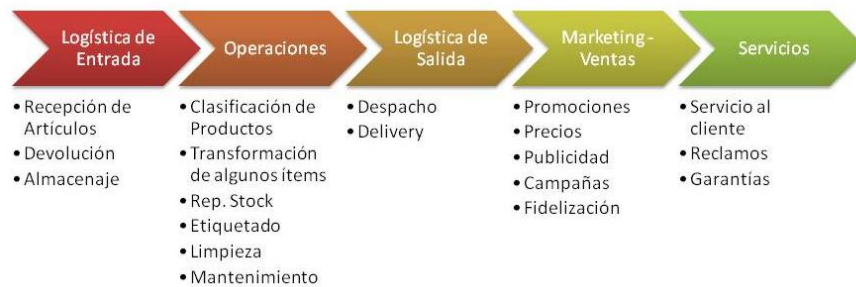 Logística de
Entrada
Operaciones
Logística de
Salida
Marketing -
Ventas
Servicios
• Recepción de
Artículos
• Devolución
• Almacenaje
• Clasificación de
Productos
• Transformación
de algunos ítems
• Rep. Stock
• Etiquetado
• Limpieza
• Mantenimiento
• Despacho
• Delivery
• Promociones
• Precios
• Publicidad
• Campañas
• Fidelización
• Servicio al
cliente
• Reclamos
• Garantías